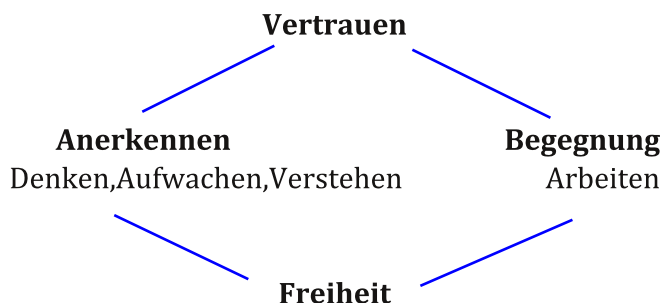 Vertrauen
Anerkennen
Denken,Aufwachen,Verstehen
Begegnung
Arbeiten
Freiheit